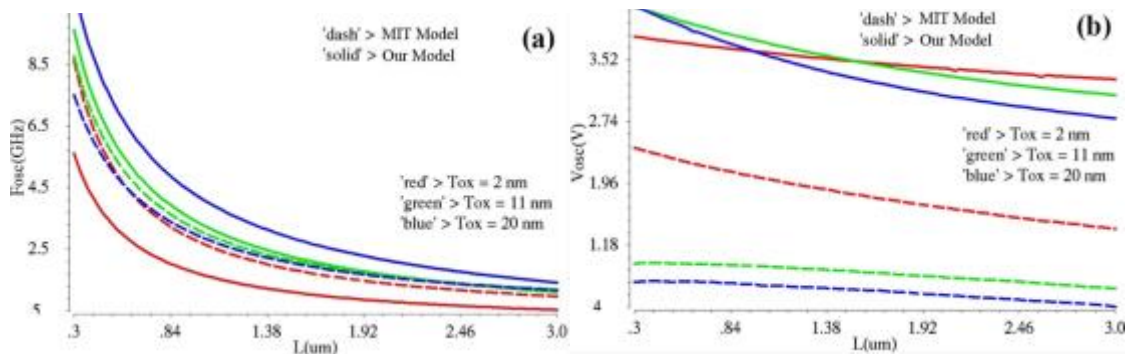 'dash' > MIT Model
'solid' > Our Model
(a)
8.5
6.5
4.5
2.5
.5
Fosc(GHz)
'red' > Tox = 2 nm
'green' > Tox = 11 nm
'blue' > Tox = 20 nm
.3
.84
1.38
1.92
2.46
3.0
L(um)
'dash' > MIT Model
'solid' > Our Model
(b)
3.52
2.74
1.96
1.18
.4
Vosc(V)
'red' > Tox = 2 nm
'green' > Tox = 11 nm
'blue' > Tox = 20 nm
.3
.84
1.38
1.92
2.46
3.0
L(um)